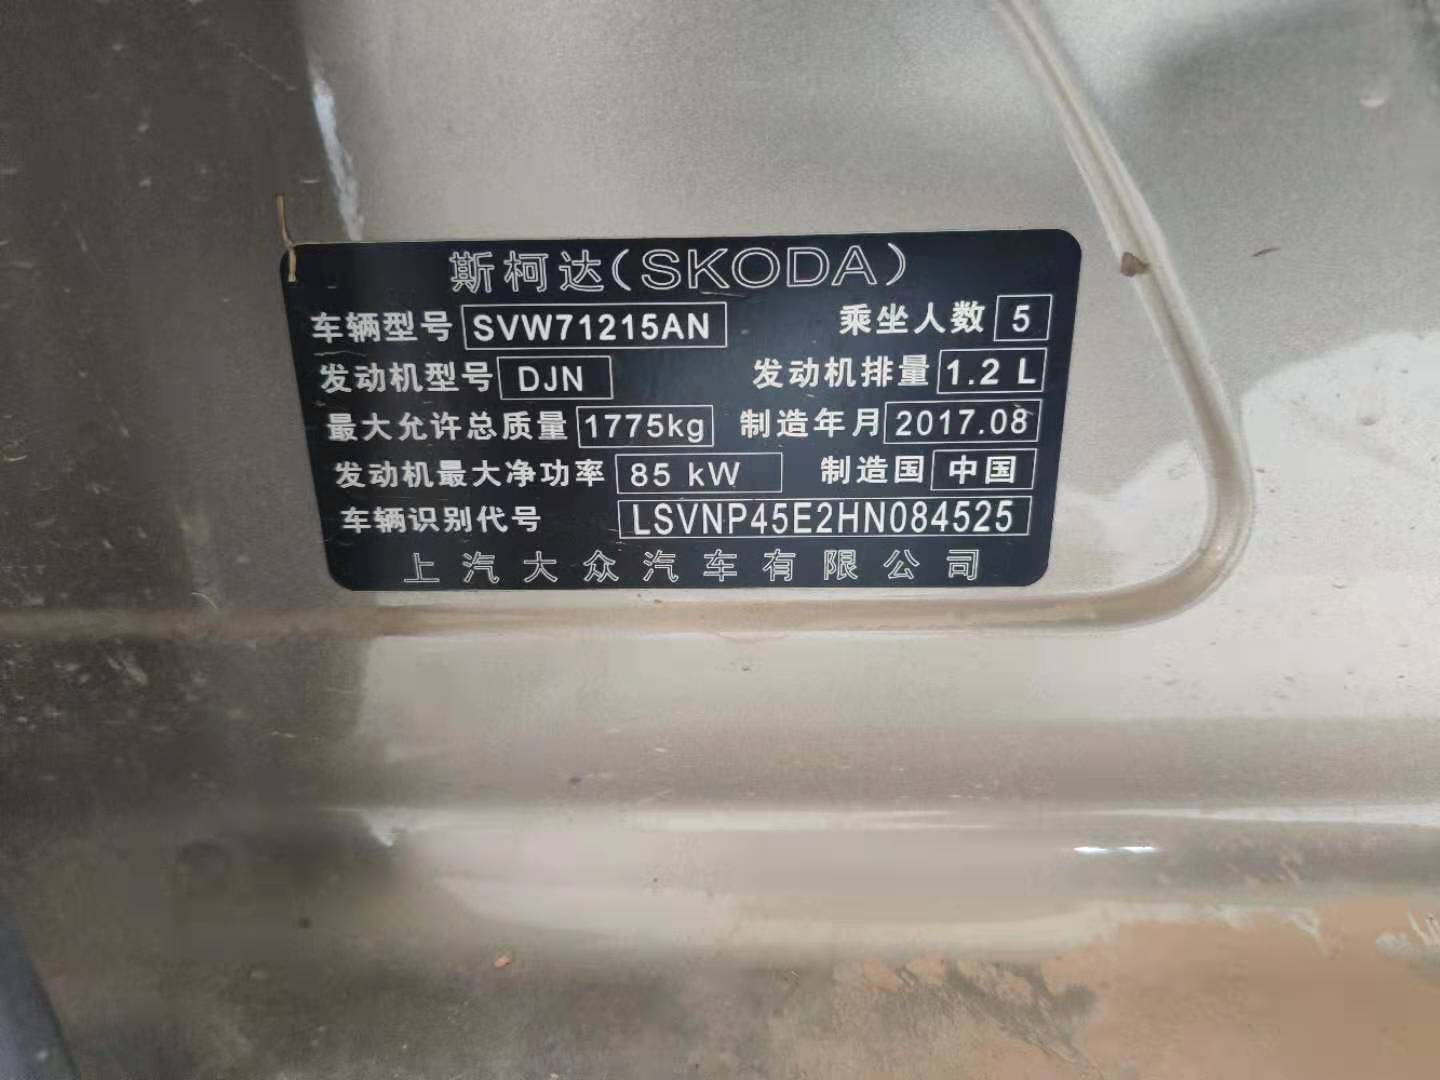 斯柯达(SKODA)
车辆型号 SVW71215AN 乘坐人数 5
发动机型号 DJN 发动机排量 1.2 L
最大允许总质量 1775kg 制造年月 2017.08
发动机最大净功率 85 kW 制造国 中国
车辆识别代号 LSVNP45E2HN084525
上汽大众汽车有限公司